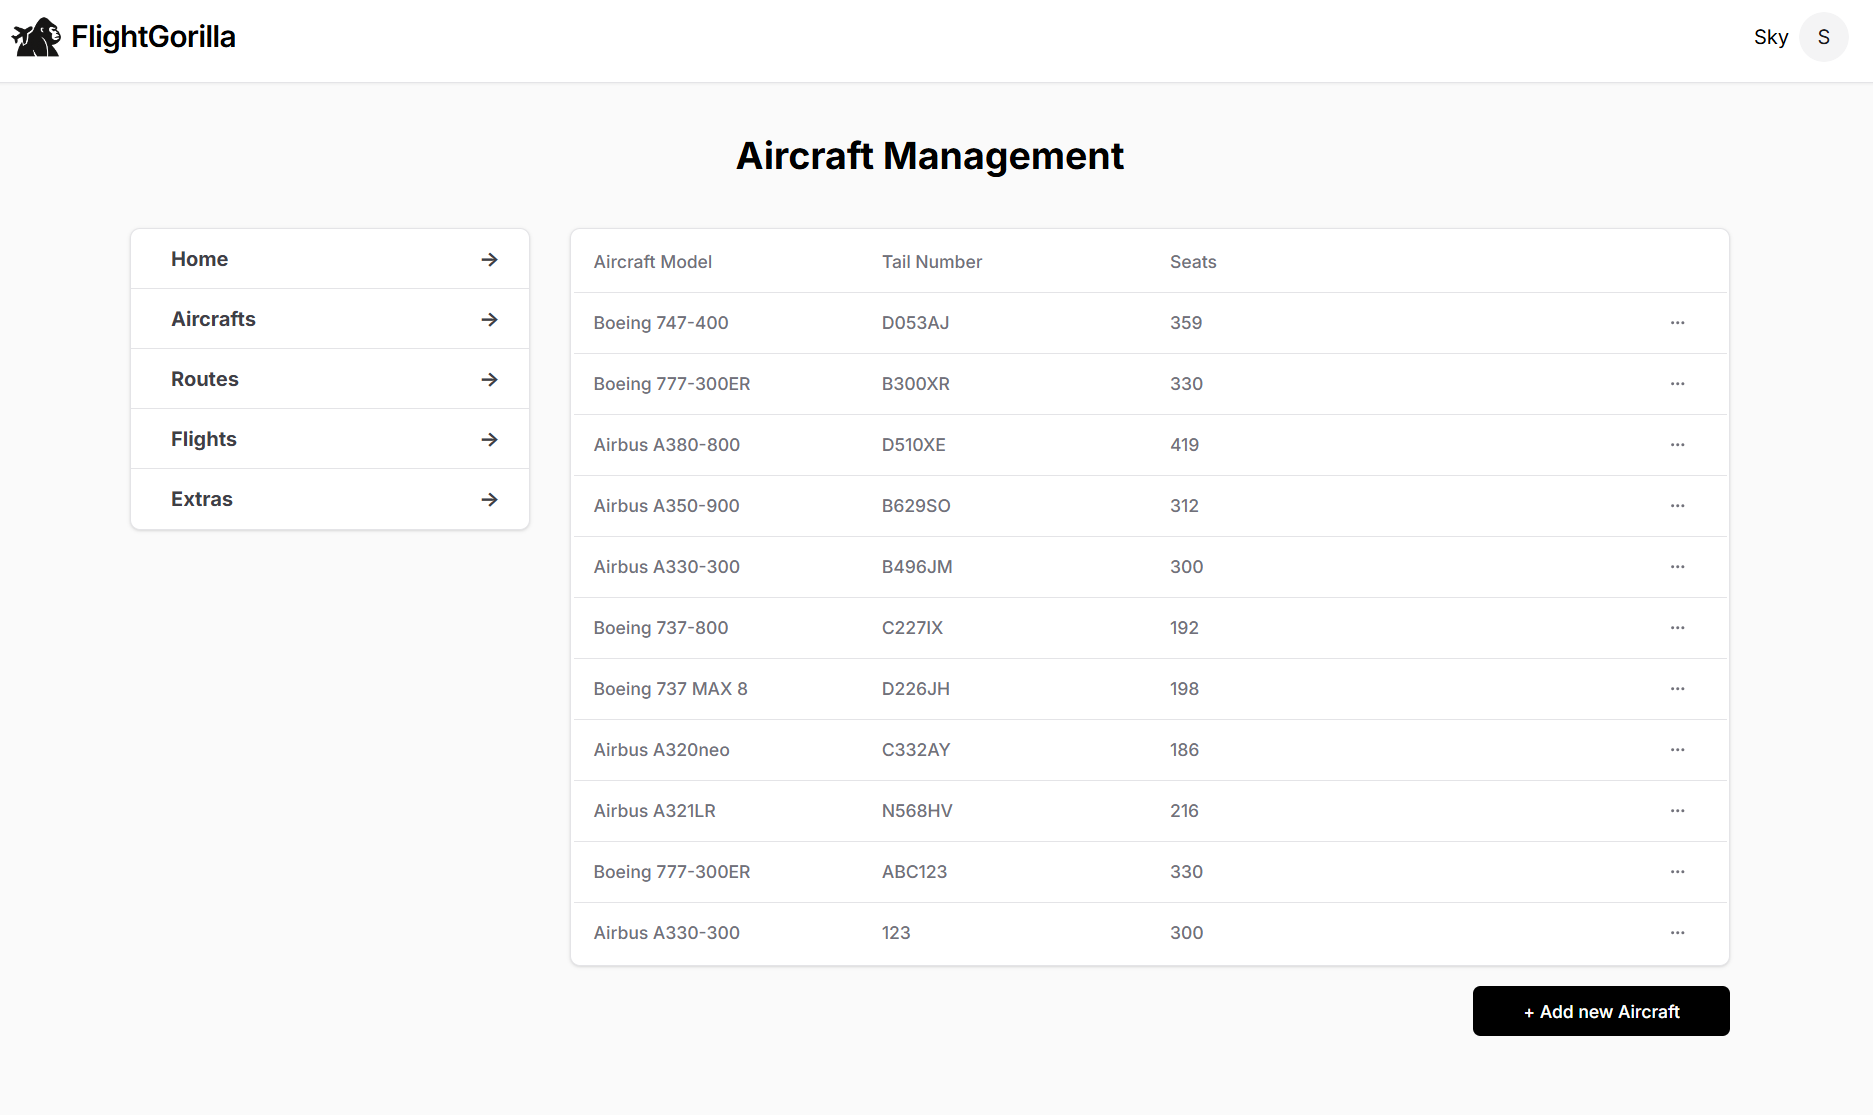 FlightGorilla
Sky S
Aircraft Management
Home
Aircrafts
Routes
Flights
Extras
Aircraft Model Tail Number Seats
Boeing 747-400 D053AJ 359
Boeing 777-300ER B300XR 330
Airbus A380-800 D510XE 419
Airbus A350-900 B629SO 312
Airbus A330-300 B496JM 300
Boeing 737-800 C227IX 192
Boeing 737 MAX 8 D226JH 198
Airbus A320neo C332AY 186
Airbus A321LR N568HV 216
Boeing 777-300ER ABC123 330
Airbus A330-300 123 300
+ Add new Aircraft